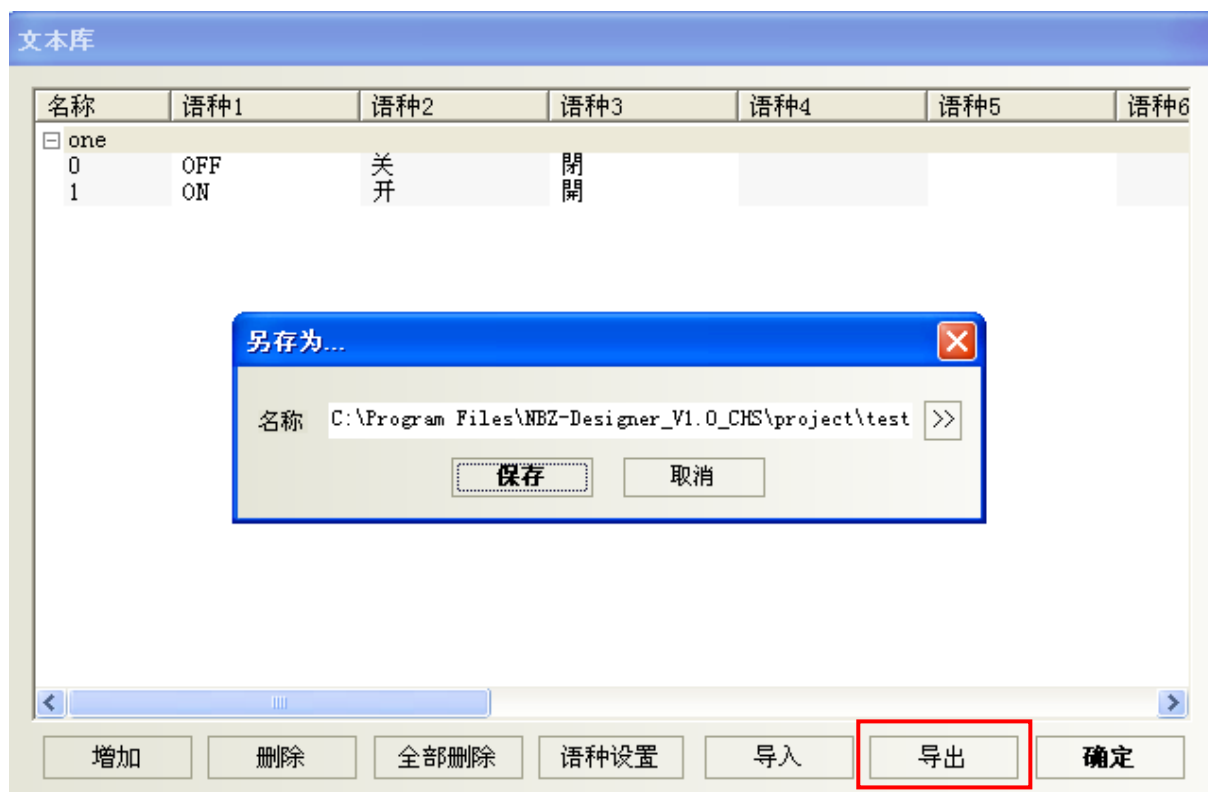 文本库
名称 语种1 语种2 语种3 语种4 语种5 语种6
one
0 OFF 关 閉
1 ON 开 開
另存为...
名称 C:\Program Files\NBZ-Designer_V1.0_CHS\project\test >>
保存 取消
增加 删除 全部删除 语种设置 导入 导出 确定